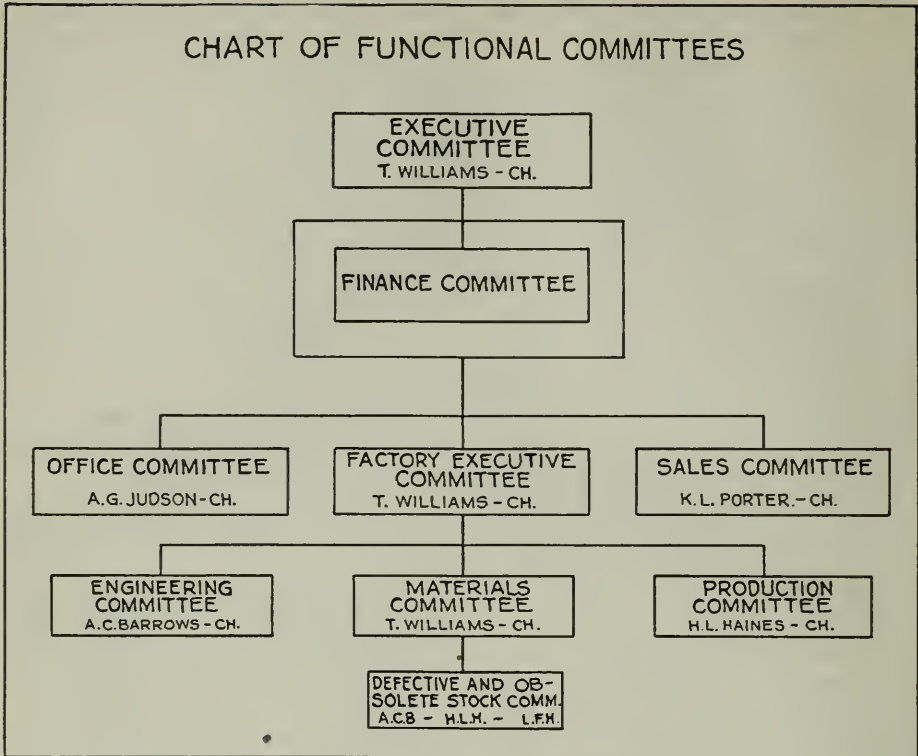 CHART OF FUNCTIONAL COMMITTEES
EXECUTIVE
COMMITTEE
T. WILLIAMS - CH.
FINANCE COMMITTEE
OFFICE COMMITTEE
A.G. JUDSON-CH.
FACTORY EXECUTIVE
COMMITTEE
T. WILLIAMS - CH.
SALES COMMITTEE
K.L. PORTER.-CH.
ENGINEERING
COMMITTEE
A.C.BARROWS-CH.
MATERIALS
COMMITTEE
T. WILLIAMS - CH.
PRODUCTION
COMMITTEE
H.L. HAINES - CH.
DEFECTIVE AND OB-
SOLETE STOCK COMM.
A.C.B - H.L.H. - L.F.H.